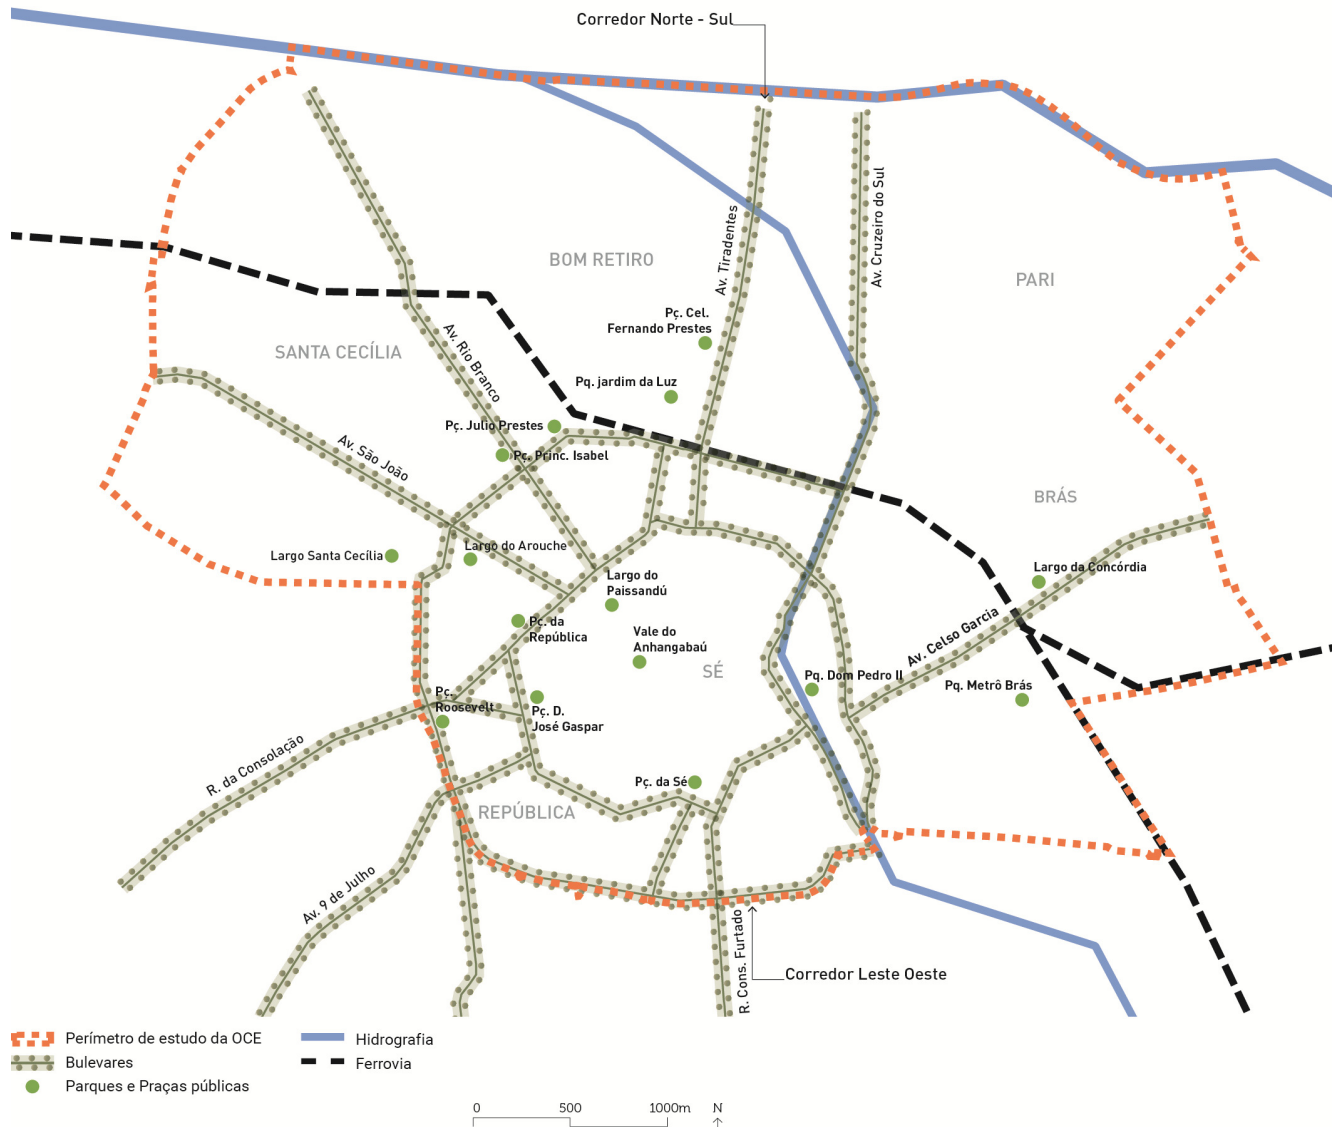 Corredor Norte - Sul
Av. Tiradentes
Av. Cruzeiro do Sul
BOM RETIRO
PARI
Pç. Cel.
Fernando Prestes
SANTA CECÍLIA
Av. Rio Branco
Pq. jardim da Luz
Pç. Julio Prestes
Pç. Princ. Isabel
Av. São João
BRÁS
Largo Santa Cecília
Largo do Arouche
Largo da Concórdia
Largo do
Paissandú
Pç. da
República
Vale do
Anhangabaú
Av. Celso Garcia
SÉ
Pq. Dom Pedro II
Pq. Metrô Brás
Pç.
Roosevelt
Pç. D.
José Gaspar
R. da Consolação
Pç. da Sé
REPÚBLICA
Av. 9 de Julho
R. Cons. Furtado
Corredor Leste Oeste
Perímetro de estudo da OCE
Bulevares
Parques e Praças públicas
Hidrografia
Ferrovia
0 500 1000m N